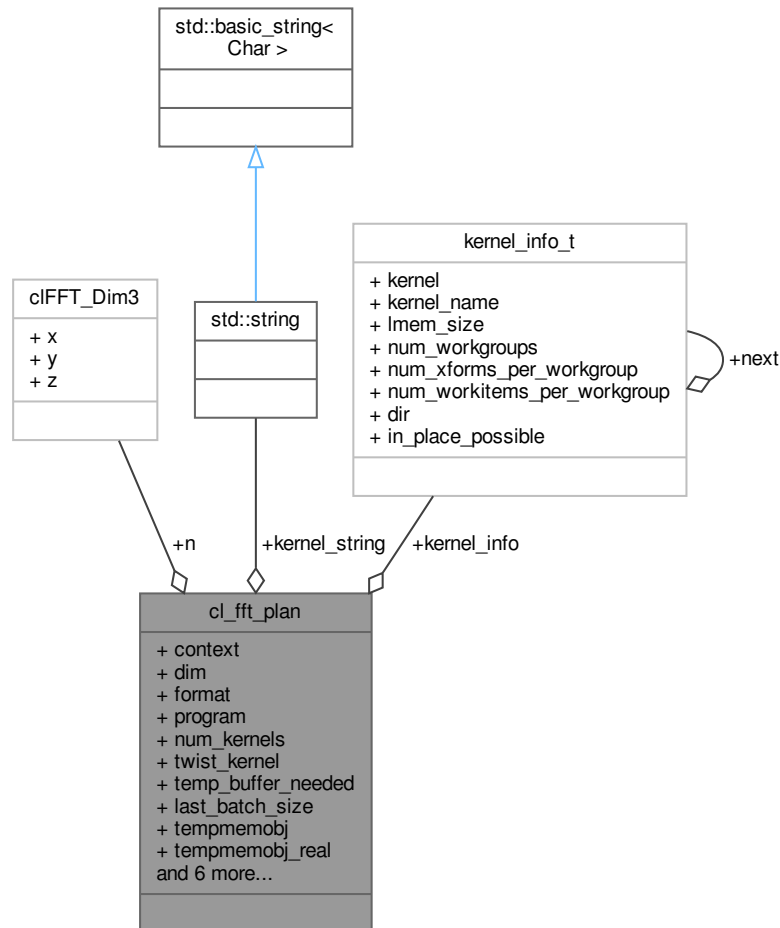 std::basic_string<
Char >
kernel_info_t
+ kernel
+ kernel_name
+ lmem_size
+ num_workgroups
+ num_xforms_per_workgroup
+ num_workitems_per_workgroup
+ dir
+ in_place_possible
+next
clFFT_Dim3
+ x
+ y
+ z
std::string
+n
+kernel_string
+kernel_info
cl_fft_plan
+ context
+ dim
+ format
+ program
+ num_kernels
+ twist_kernel
+ temp_buffer_needed
+ last_batch_size
+ tempmemobj
+ tempmemobj_real
and 6 more...